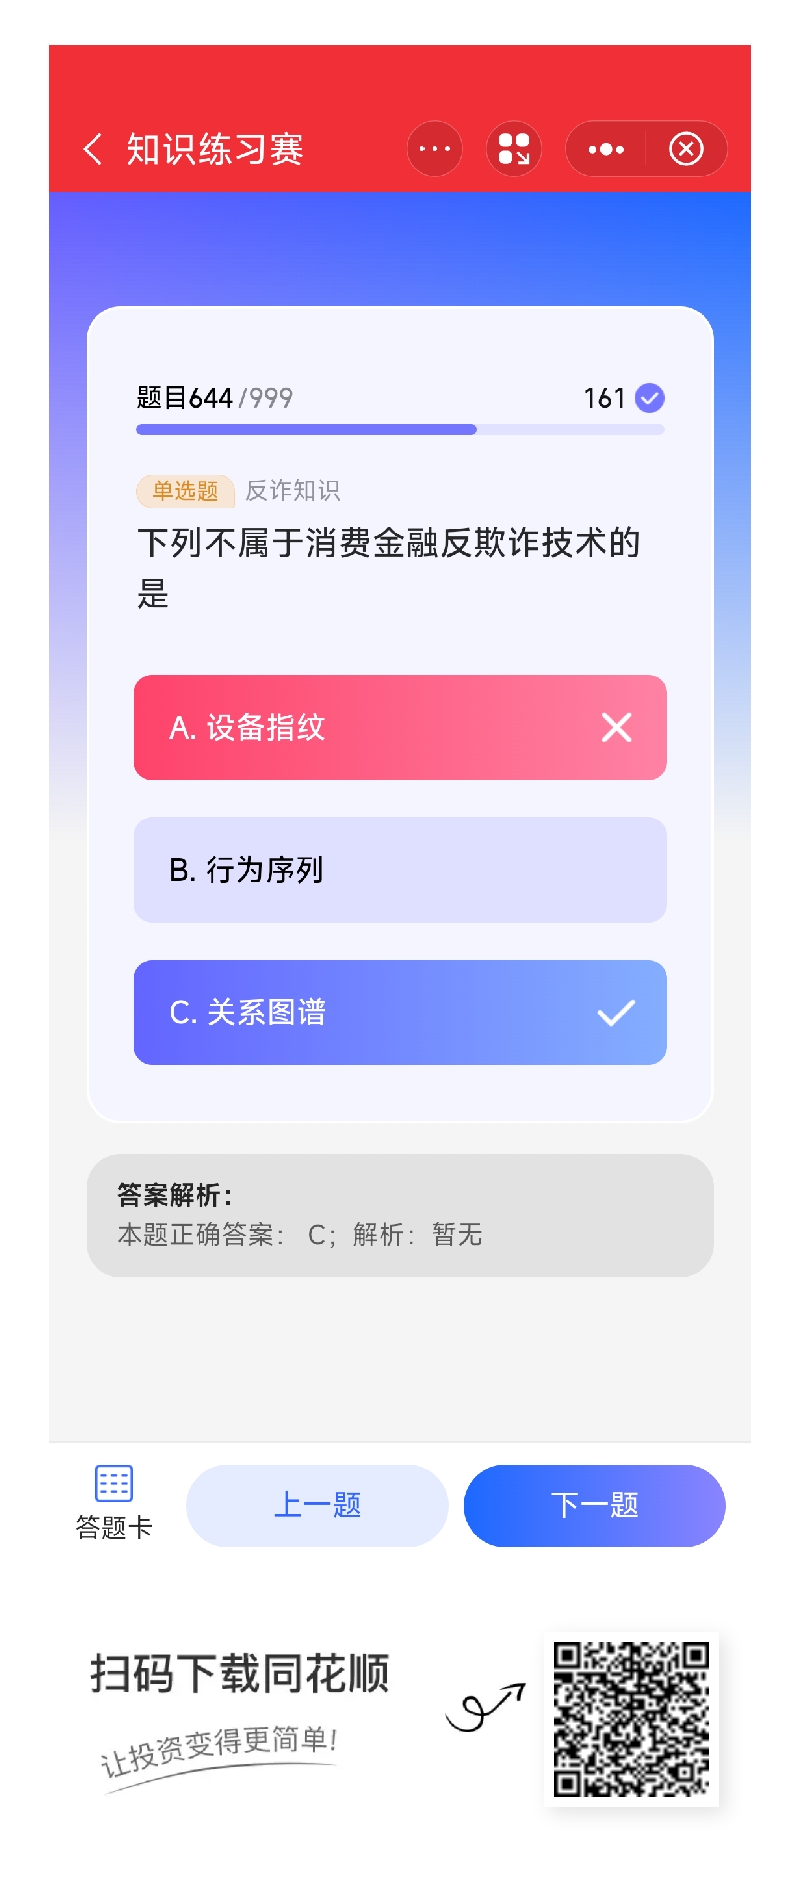 知识练习赛
题目644/999
161
单选题 反诈知识
下列不属于消费金融反欺诈技术的
是
A. 设备指纹
B. 行为序列
C. 关系图谱
答案解析：
本题正确答案： C；解析：暂无
答题卡
上一题
下一题
扫码下载同花顺
让投资变得更简单!